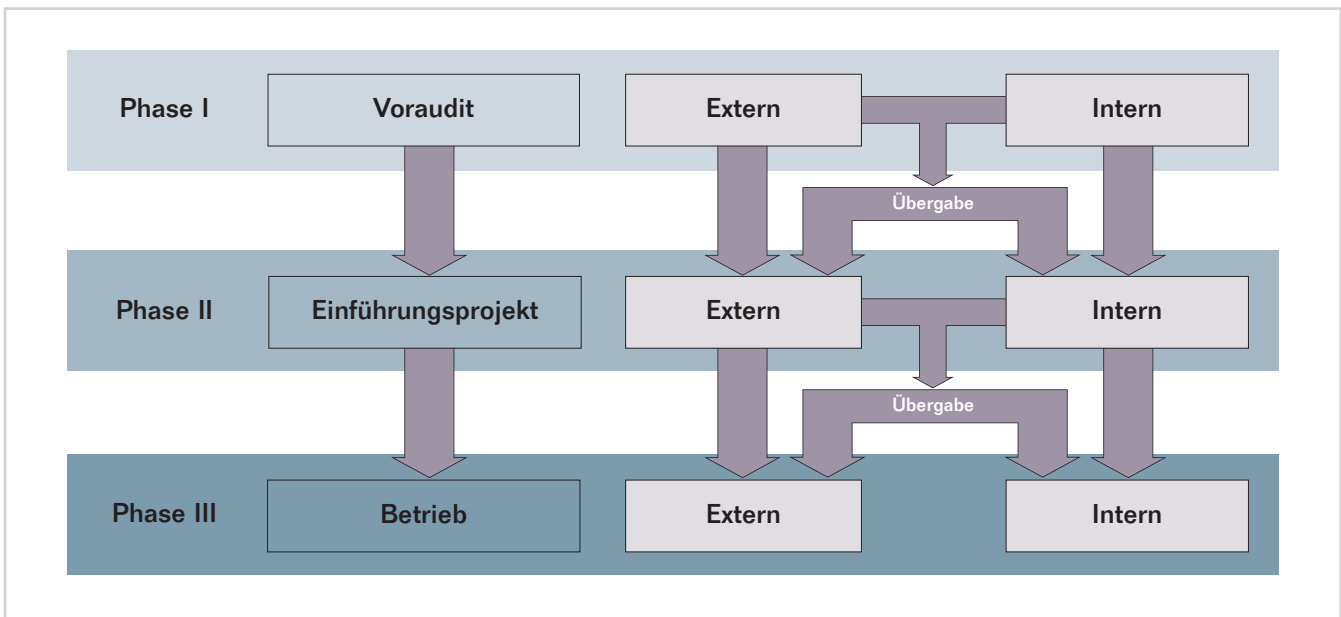 Phase I
Voraudit
Extern
Intern
Übergabe
Phase II
Einführungsprojekt
Extern
Intern
Übergabe
Phase III
Betrieb
Extern
Intern